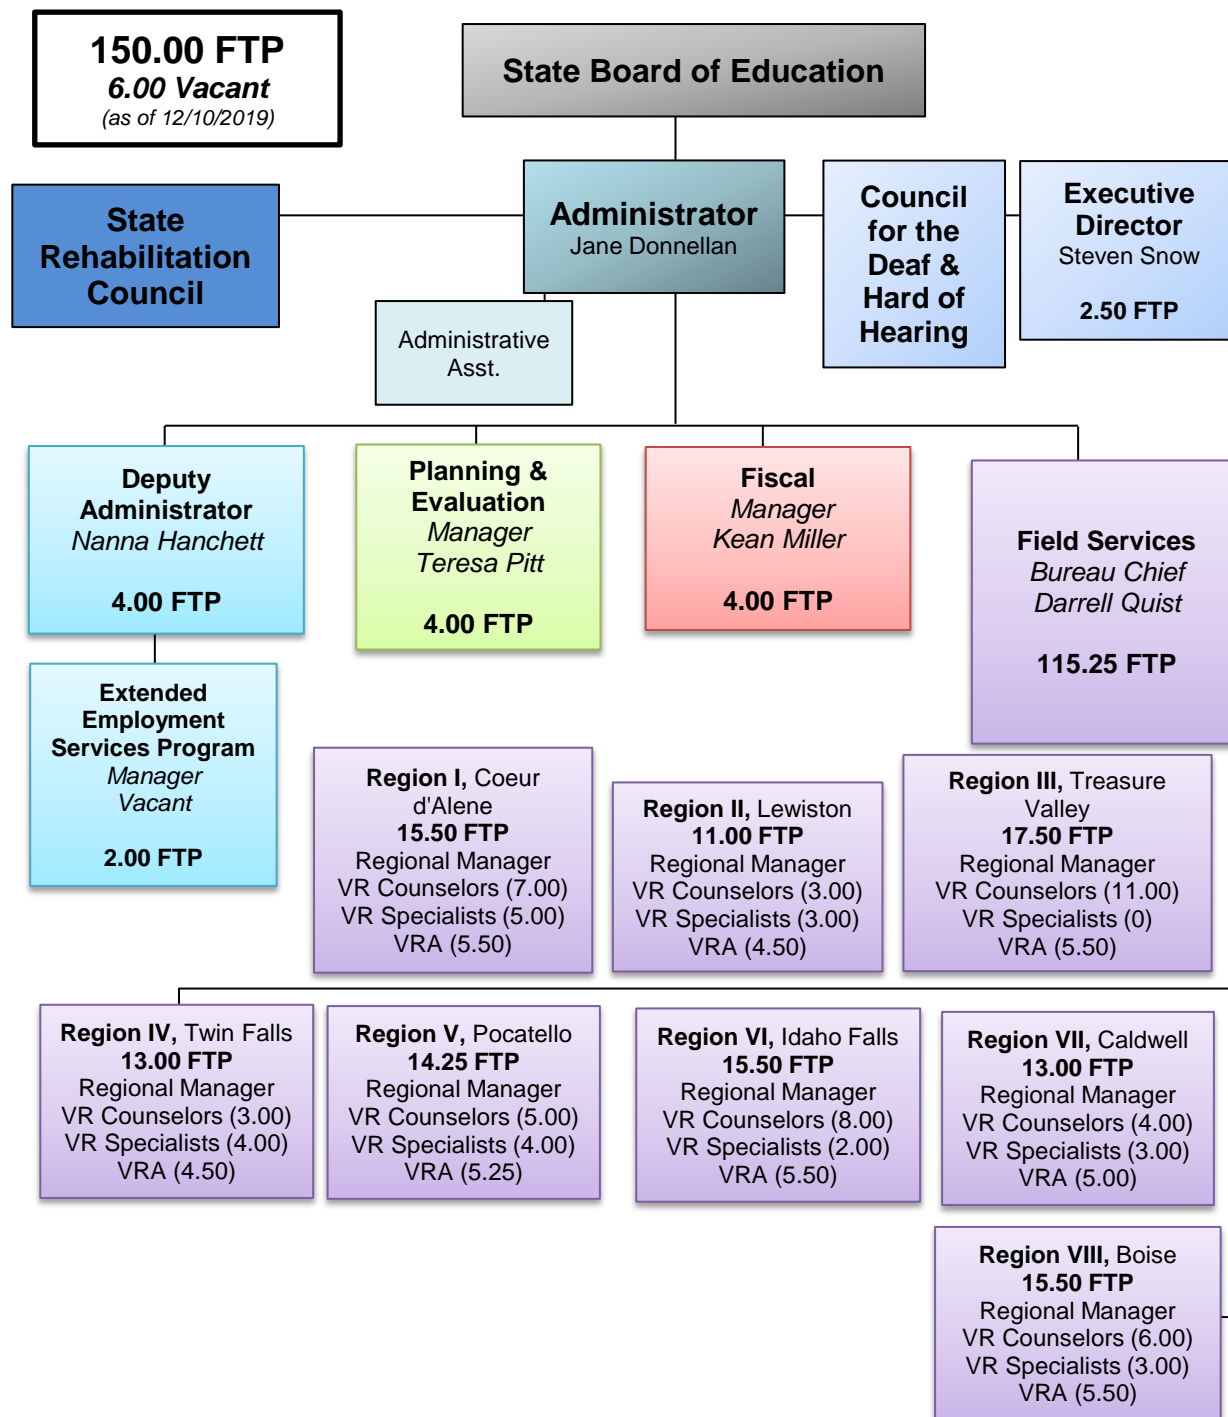 150.00 FTP
6.00 Vacant
(as of 12/10/2019)
State Board of Education
State
Rehabilitation
Council
Administrator
Jane Donnellan
Council
for the
Deaf &
Hard of
Hearing
Executive
Director
Steven Snow
2.50 FTP
Administrative
Asst.
Deputy
Administrator
Nanna Hanchett
4.00 FTP
Planning &
Evaluation
Manager
Teresa Pitt
4.00 FTP
Fiscal
Manager
Kean Miller
4.00 FTP
Field Services
Bureau Chief
Darrell Quist
115.25 FTP
Extended
Employment
Services Program
Manager
Vacant
2.00 FTP
Region I, Coeur
d'Alene
15.50 FTP
Regional Manager
VR Counselors (7.00)
VR Specialists (5.00)
VRA (5.50)
Region II, Lewiston
11.00 FTP
Regional Manager
VR Counselors (3.00)
VR Specialists (3.00)
VRA (4.50)
Region III, Treasure
Valley
17.50 FTP
Regional Manager
VR Counselors (11.00)
VR Specialists (0)
VRA (5.50)
Region IV, Twin Falls
13.00 FTP
Regional Manager
VR Counselors (3.00)
VR Specialists (4.00)
VRA (4.50)
Region V, Pocatello
14.25 FTP
Regional Manager
VR Counselors (5.00)
VR Specialists (4.00)
VRA (5.25)
Region VI, Idaho Falls
15.50 FTP
Regional Manager
VR Counselors (8.00)
VR Specialists (2.00)
VRA (5.50)
Region VII, Caldwell
13.00 FTP
Regional Manager
VR Counselors (4.00)
VR Specialists (3.00)
VRA (5.00)
Region VIII, Boise
15.50 FTP
Regional Manager
VR Counselors (6.00)
VR Specialists (3.00)
VRA (5.50)